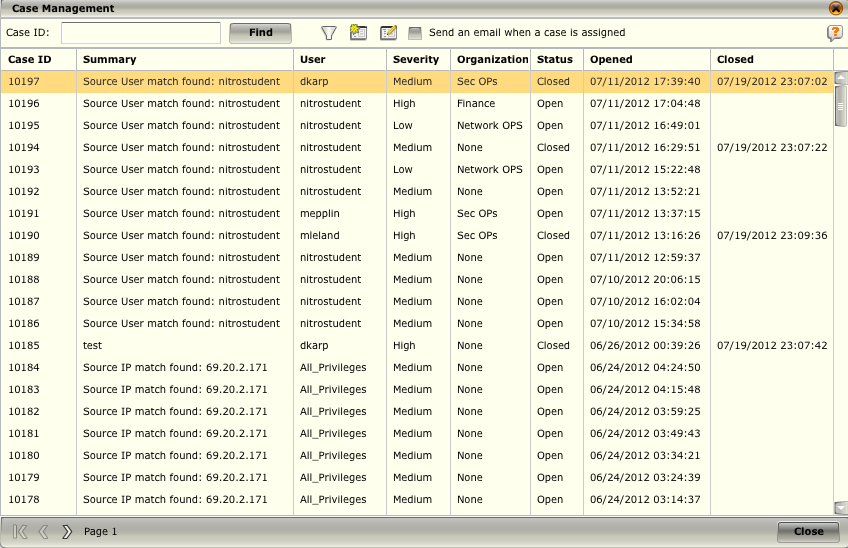 Case Management
Case ID: Find Send an email when a case is assigned
Case ID Summary User Severity Organization Status Opened Closed
10197 Source User match found: nitrostudent dkarp Medium Sec OPs Closed 07/11/2012 17:39:40 07/19/2012 23:07:02
10196 Source User match found: nitrostudent nitrostudent High Finance Open 07/11/2012 17:04:48
10195 Source User match found: nitrostudent nitrostudent Low Network OPS Open 07/11/2012 16:49:01
10194 Source User match found: nitrostudent nitrostudent Medium None Closed 07/11/2012 16:29:51 07/19/2012 23:07:22
10193 Source User match found: nitrostudent nitrostudent Low Network OPS Open 07/11/2012 15:22:48
10192 Source User match found: nitrostudent nitrostudent Medium None Open 07/11/2012 13:52:21
10191 Source User match found: nitrostudent mepplin High Sec OPs Open 07/11/2012 13:37:15
10190 Source User match found: nitrostudent mleland High Sec OPs Closed 07/11/2012 13:16:26 07/19/2012 23:09:36
10189 Source User match found: nitrostudent nitrostudent Medium None Open 07/11/2012 12:59:37
10188 Source User match found: nitrostudent nitrostudent Medium None Open 07/10/2012 20:06:15
10187 Source User match found: nitrostudent nitrostudent Medium None Open 07/10/2012 16:02:04
10186 Source User match found: nitrostudent nitrostudent Medium None Open 07/10/2012 15:34:58
10185 test dkarp High None Closed 06/26/2012 00:39:26 07/19/2012 23:07:42
10184 Source IP match found: 69.20.2.171 All_Privileges Medium None Open 06/24/2012 04:24:50
10183 Source IP match found: 69.20.2.171 All_Privileges Medium None Open 06/24/2012 04:15:48
10182 Source IP match found: 69.20.2.171 All_Privileges Medium None Open 06/24/2012 03:59:25
10181 Source IP match found: 69.20.2.171 All_Privileges Medium None Open 06/24/2012 03:49:43
10180 Source IP match found: 69.20.2.171 All_Privileges Medium None Open 06/24/2012 03:34:21
10179 Source IP match found: 69.20.2.171 All_Privileges Medium None Open 06/24/2012 03:24:39
10178 Source IP match found: 69.20.2.171 All_Privileges Medium None Open 06/24/2012 03:14:37
Page 1 Close